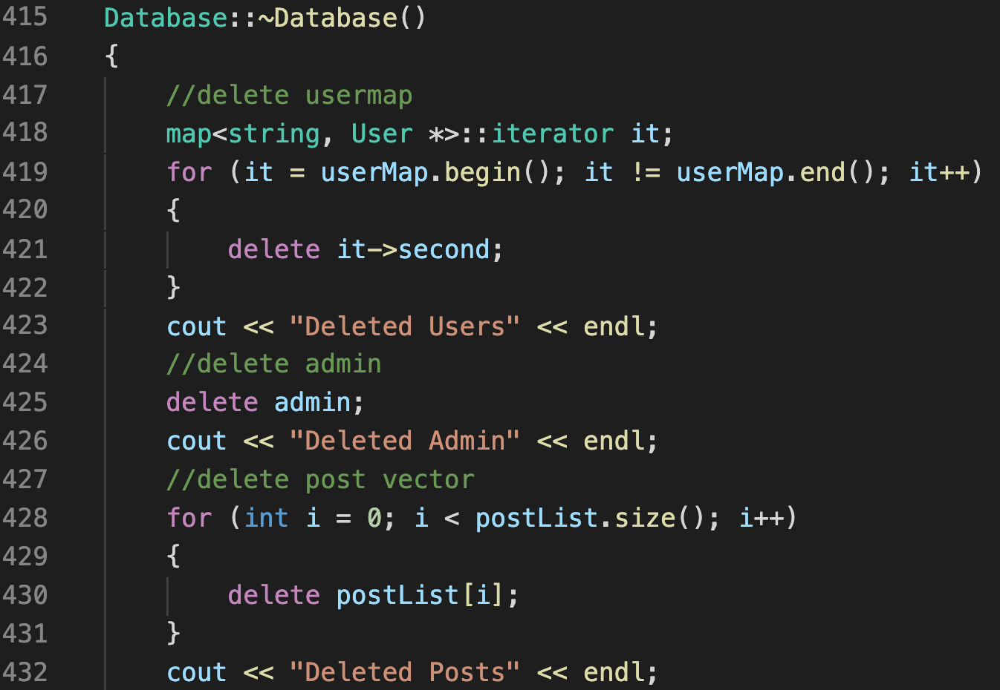 415 Database::~Database()
416 {
417 //delete usermap
418 map<string, User *>::iterator it;
419 for (it = userMap.begin(); it != userMap.end(); it++)
420 {
421 delete it->second;
422 }
423 cout << "Deleted Users" << endl;
424 //delete admin
425 delete admin;
426 cout << "Deleted Admin" << endl;
427 //delete post vector
428 for (int i = 0; i < postList.size(); i++)
429 {
430 delete postList[i];
431 }
432 cout << "Deleted Posts" << endl;